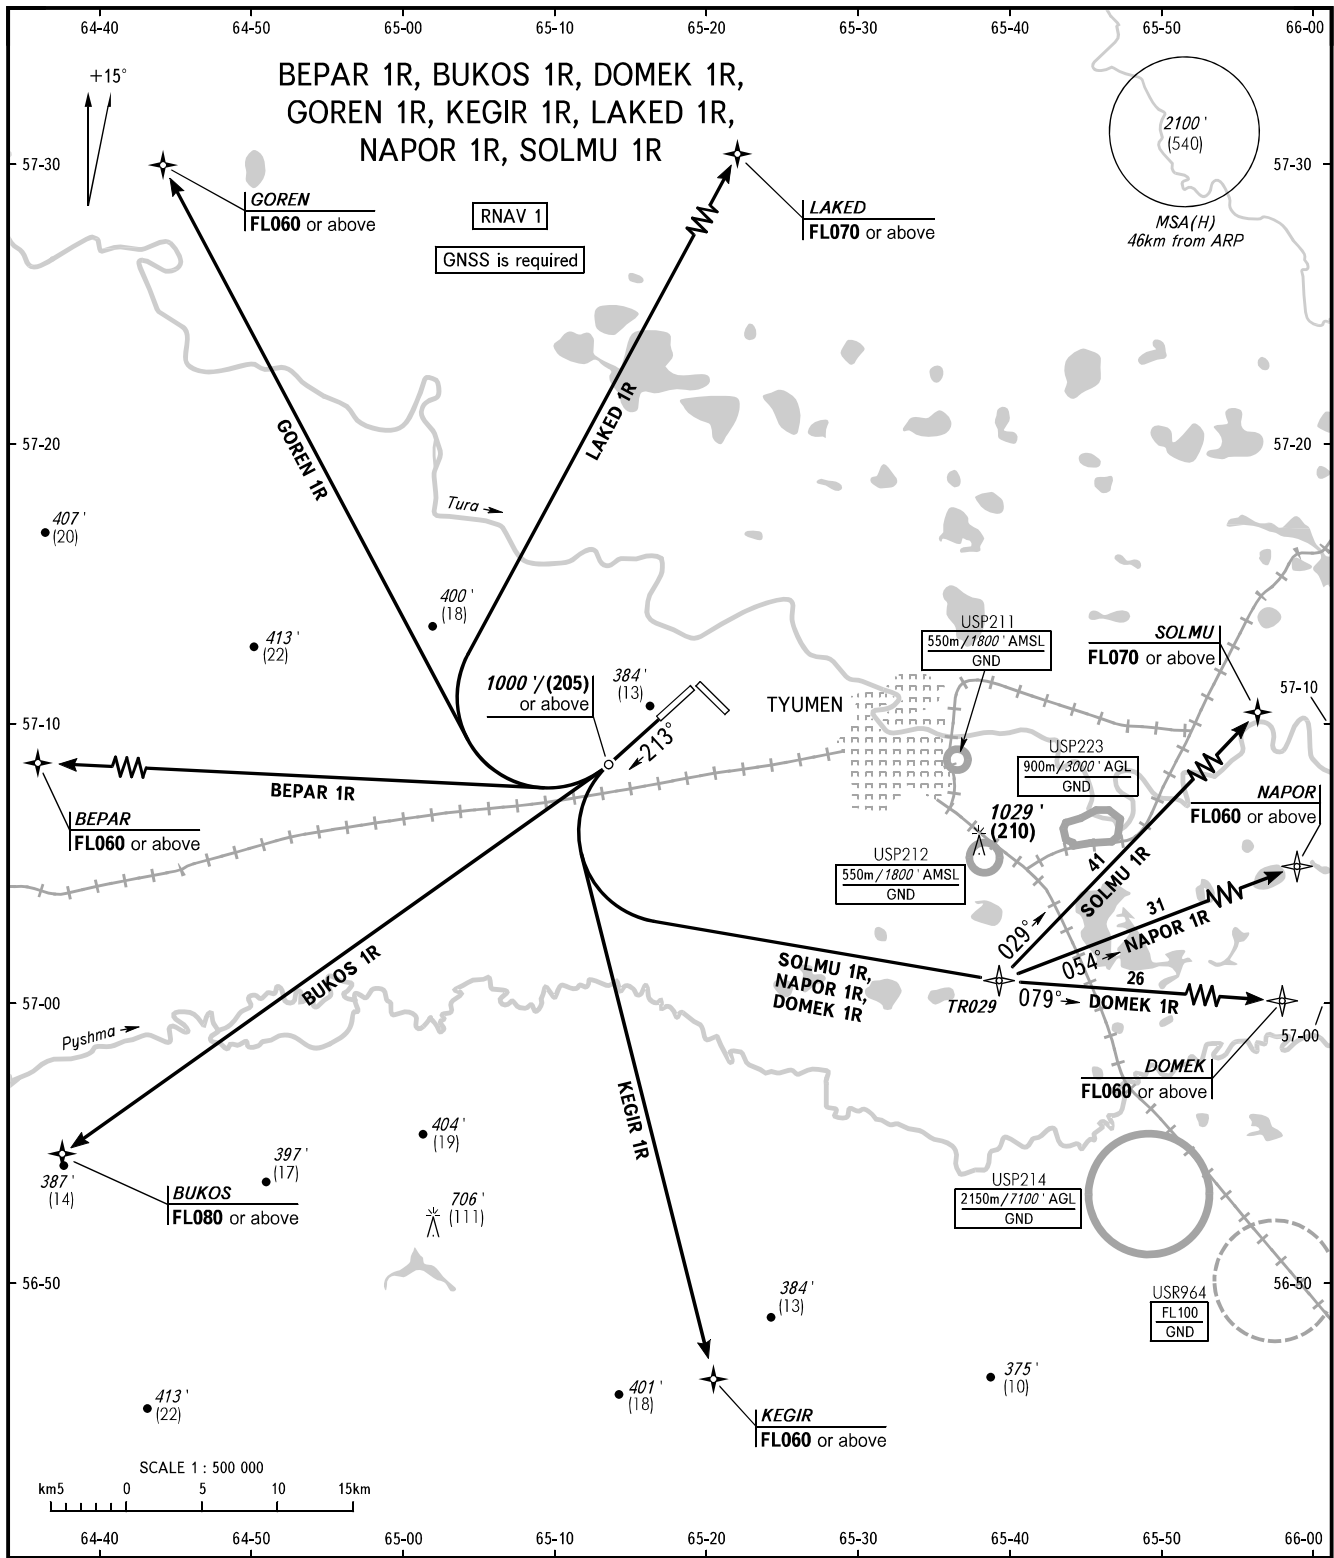 64-40 64-50 65-00 65-10 65-20 65-30 65-40 65-50 66-00
+15°
BEPAR 1R, BUKOS 1R, DOMEK 1R,
GOREN 1R, KEGIR 1R, LAKED 1R,
NAPOR 1R, SOLMU 1R
2100 '
(540)
MSA(H)
46km from ARP
57-30
57-30
GOREN
FL060 or above
RNAV 1
GNSS is required
LAKED
FL070 or above
GOREN 1R
LAKED 1R
57-20
57-20
Tura
407 '
(20)
400 '
(18)
413 '
(22)
USP211
550m/1800 ' AMSL
GND
SOLMU
FL070 or above
1000 '/(205)
or above
384 '
(13)
213°
TYUMEN
57-10
57-10
USP223
900m/3000 ' AGL
GND
BEPAR 1R
BEPAR
FL060 or above
NAPOR
FL060 or above
1029 '
(210)
USP212
550m/1800 ' AMSL
GND
41
SOLMU 1R
029°
31
NAPOR 1R
054°
26
079°
DOMEK 1R
TR029
SOLMU 1R,
NAPOR 1R,
DOMEK 1R
BUKOS 1R
57-00
57-00
Pyshma
DOMEK
FL060 or above
KEGIR 1R
404 '
(19)
397 '
(17)
387 '
(14)
BUKOS
FL080 or above
706 '
(111)
USP214
2150m/7100 ' AGL
GND
56-50
56-50
USR964
FL100
GND
384 '
(13)
375 '
(10)
401 '
(18)
413 '
(22)
KEGIR
FL060 or above
SCALE 1 : 500 000
km5 0 5 10 15km
64-40 64-50 65-00 65-10 65-20 65-30 65-40 65-50 66-00